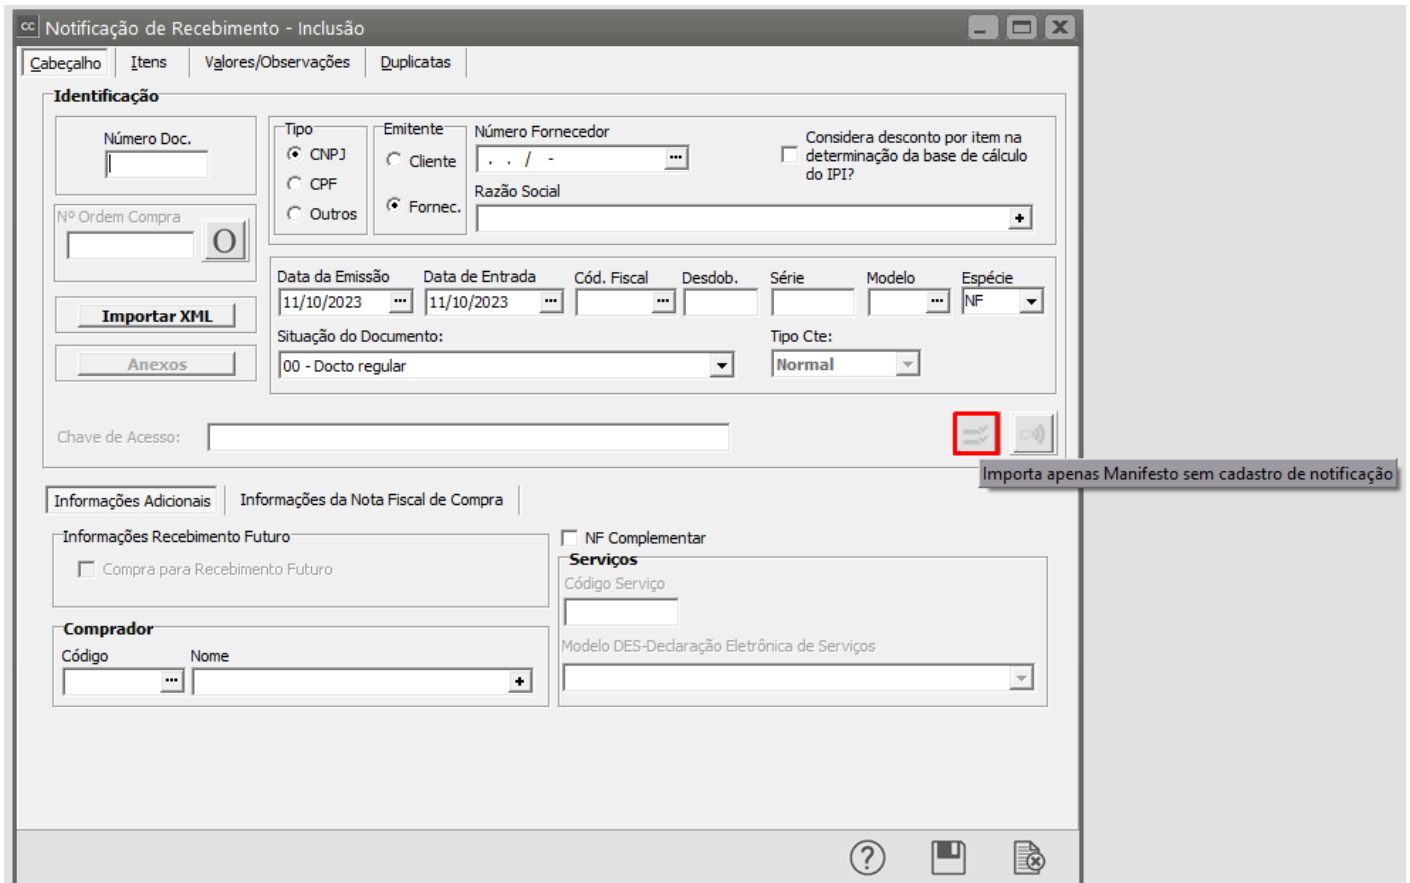 cc Notificação de Recebimento - Inclusão
Cabeçalho Itens Valores/Observações Duplicatas
Identificação
Número Doc.
Nº Ordem Compra
O
Importar XML
Anexos
Tipo
CNPJ
CPF
Outros
Emitente
Cliente
Fornec.
Número Fornecedor
. . / - ...
Razão Social
+
Considera desconto por item na
determinação da base de cálculo
do IPI?
Data da Emissão Data de Entrada Cód. Fiscal Desdob. Série Modelo Espécie
11/10/2023 ... 11/10/2023 ... ... ... NF
Situação do Documento: Tipo Cte:
00 - Docto regular Normal
Chave de Acesso:
Importa apenas Manifesto sem cadastro de notificação
Informações Adicionais Informações da Nota Fiscal de Compra
Informações Recebimento Futuro
Compra para Recebimento Futuro
Comprador
Código Nome
... +
NF Complementar
Serviços
Código Serviço
Modelo DES-Declaração Eletrônica de Serviços
?